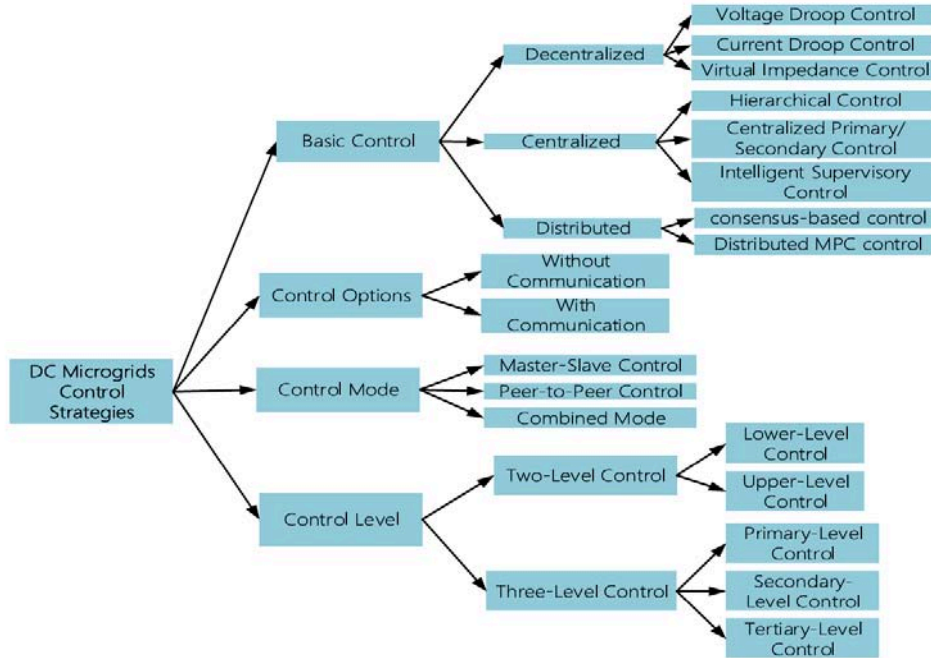 Voltage Droop Control
Decentralized
Current Droop Control
Virtual Impedance Control
Hierarchical Control
Basic Control
Centralized
Centralized Primary/
Secondary Control
Intelligent Supervisory
Control
Distributed
consensus-based control
Distributed MPC control
Without
Communication
Control Options
With
Communication
DC Microgrids
Control
Strategies
Master-Slave Control
Control Mode
Peer-to-Peer Control
Combined Mode
Lower-Level
Control
Two-Level Control
Upper-Level
Control
Control Level
Primary-Level
Control
Three-Level Control
Secondary-
Level Control
Tertiary-Level
Control